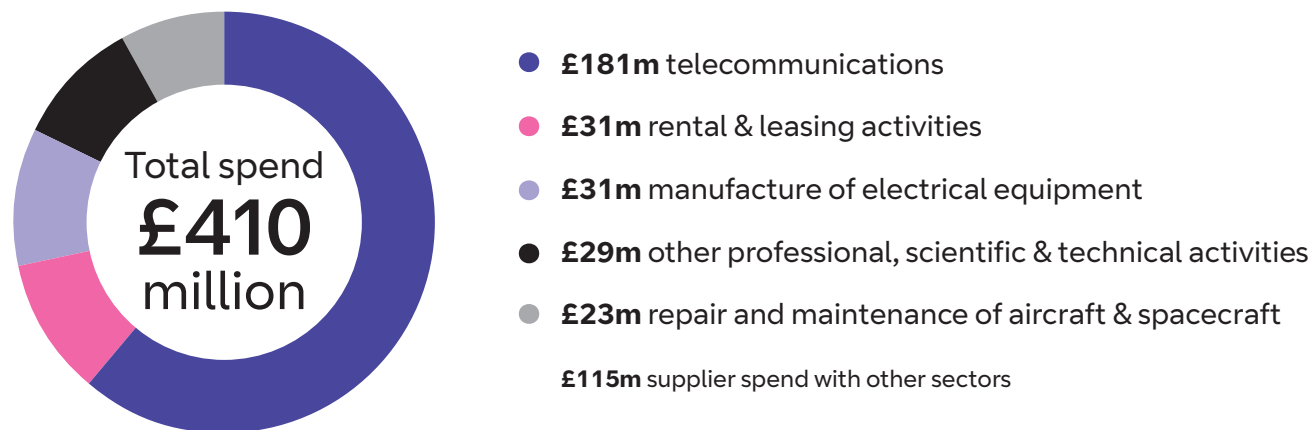 Total spend
£410
million
£181m telecommunications
£31m rental & leasing activities
£31m manufacture of electrical equipment
£29m other professional, scientific & technical activities
£23m repair and maintenance of aircraft & spacecraft
£115m supplier spend with other sectors